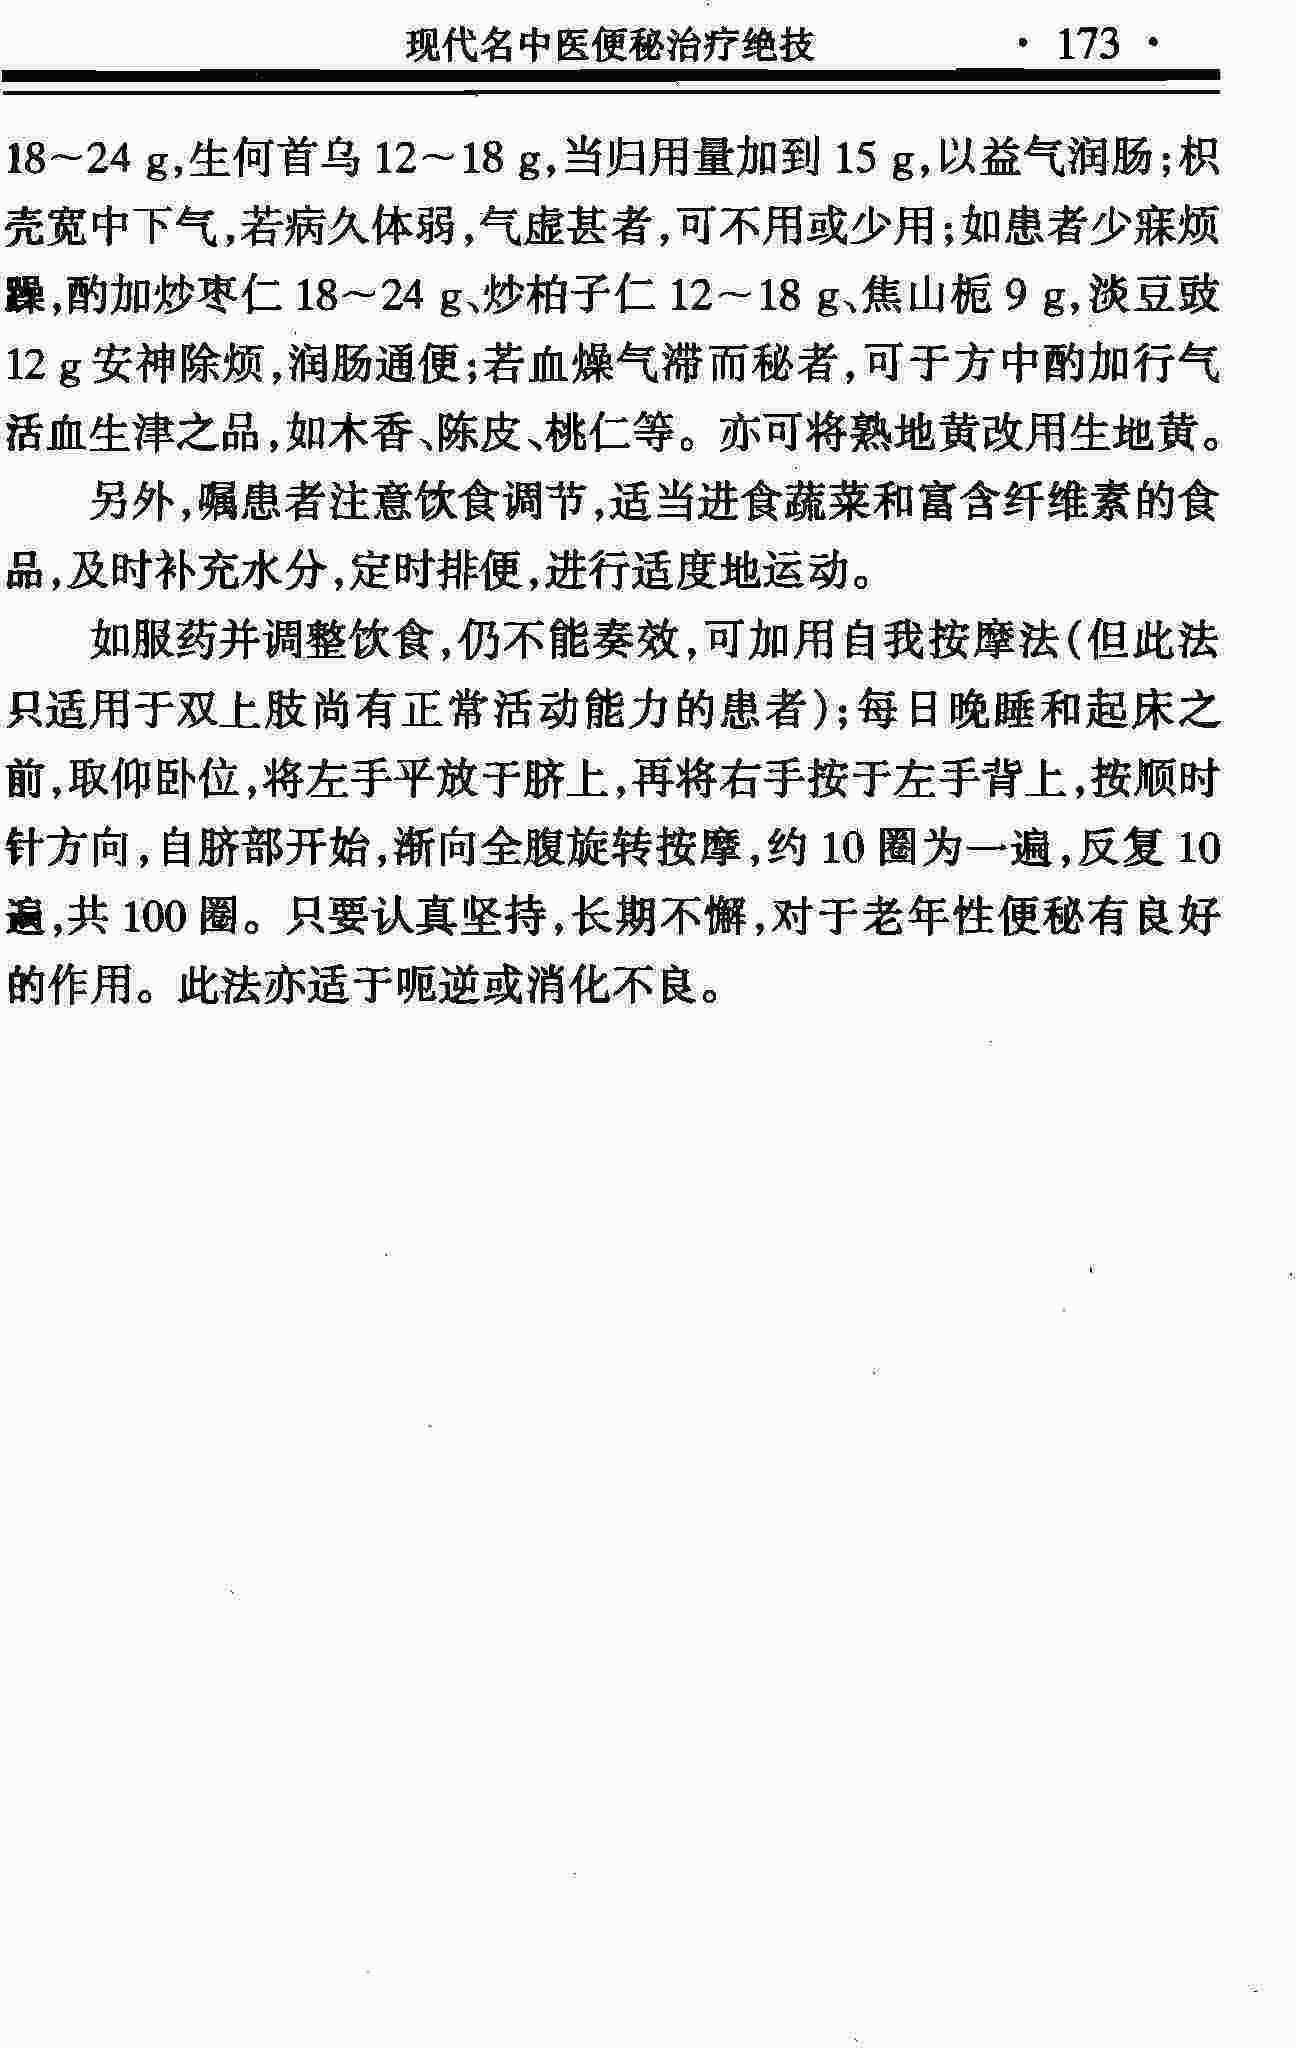 现代名中医便秘治疗绝技 · 173 ·
18～24 g,生何首乌 12～18 g,当归用量加到 15 g,以益气润肠;枳
壳宽中下气,若病久体弱,气虚甚者,可不用或少用;如患者少寐烦
躁,酌加炒枣仁 18～24 g、炒柏子仁 12～18 g、焦山栀 9 g,淡豆豉
12 g 安神除烦,润肠通便;若血燥气滞而秘者,可于方中酌加行气
活血生津之品,如木香、陈皮、桃仁等。亦可将熟地黄改用生地黄。
另外,嘱患者注意饮食调节,适当进食蔬菜和富含纤维素的食
品,及时补充水分,定时排便,进行适度地运动。
如服药并调整饮食,仍不能奏效,可加用自我按摩法(但此法
只适用于双上肢尚有正常活动能力的患者);每日晚睡和起床之
前,取仰卧位,将左手平放于脐上,再将右手按于左手背上,按顺时
针方向,自脐部开始,渐向全腹旋转按摩,约 10 圈为一遍,反复 10
遍,共 100 圈。只要认真坚持,长期不懈,对于老年性便秘有良好
的作用。此法亦适于呃逆或消化不良。